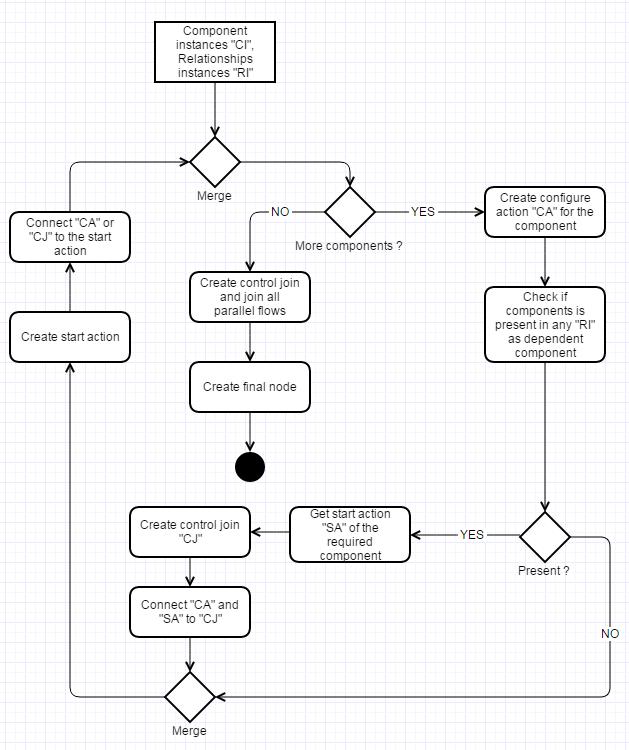 Component
instances "CI",
Relationships
instances "RI"
Merge
NO
YES
More components ?
Create configure
action "CA" for the
component
Connect "CA" or
"CJ" to the start
action
Create control join
and join all
parallel flows
Check if
components is
present in any "RI"
as dependent
component
Create start action
Create final node
Get start action
"SA" of the
required
component
YES
Create control join
"CJ"
Present ?
Connect "CA" and
"SA" to "CJ"
NO
Merge